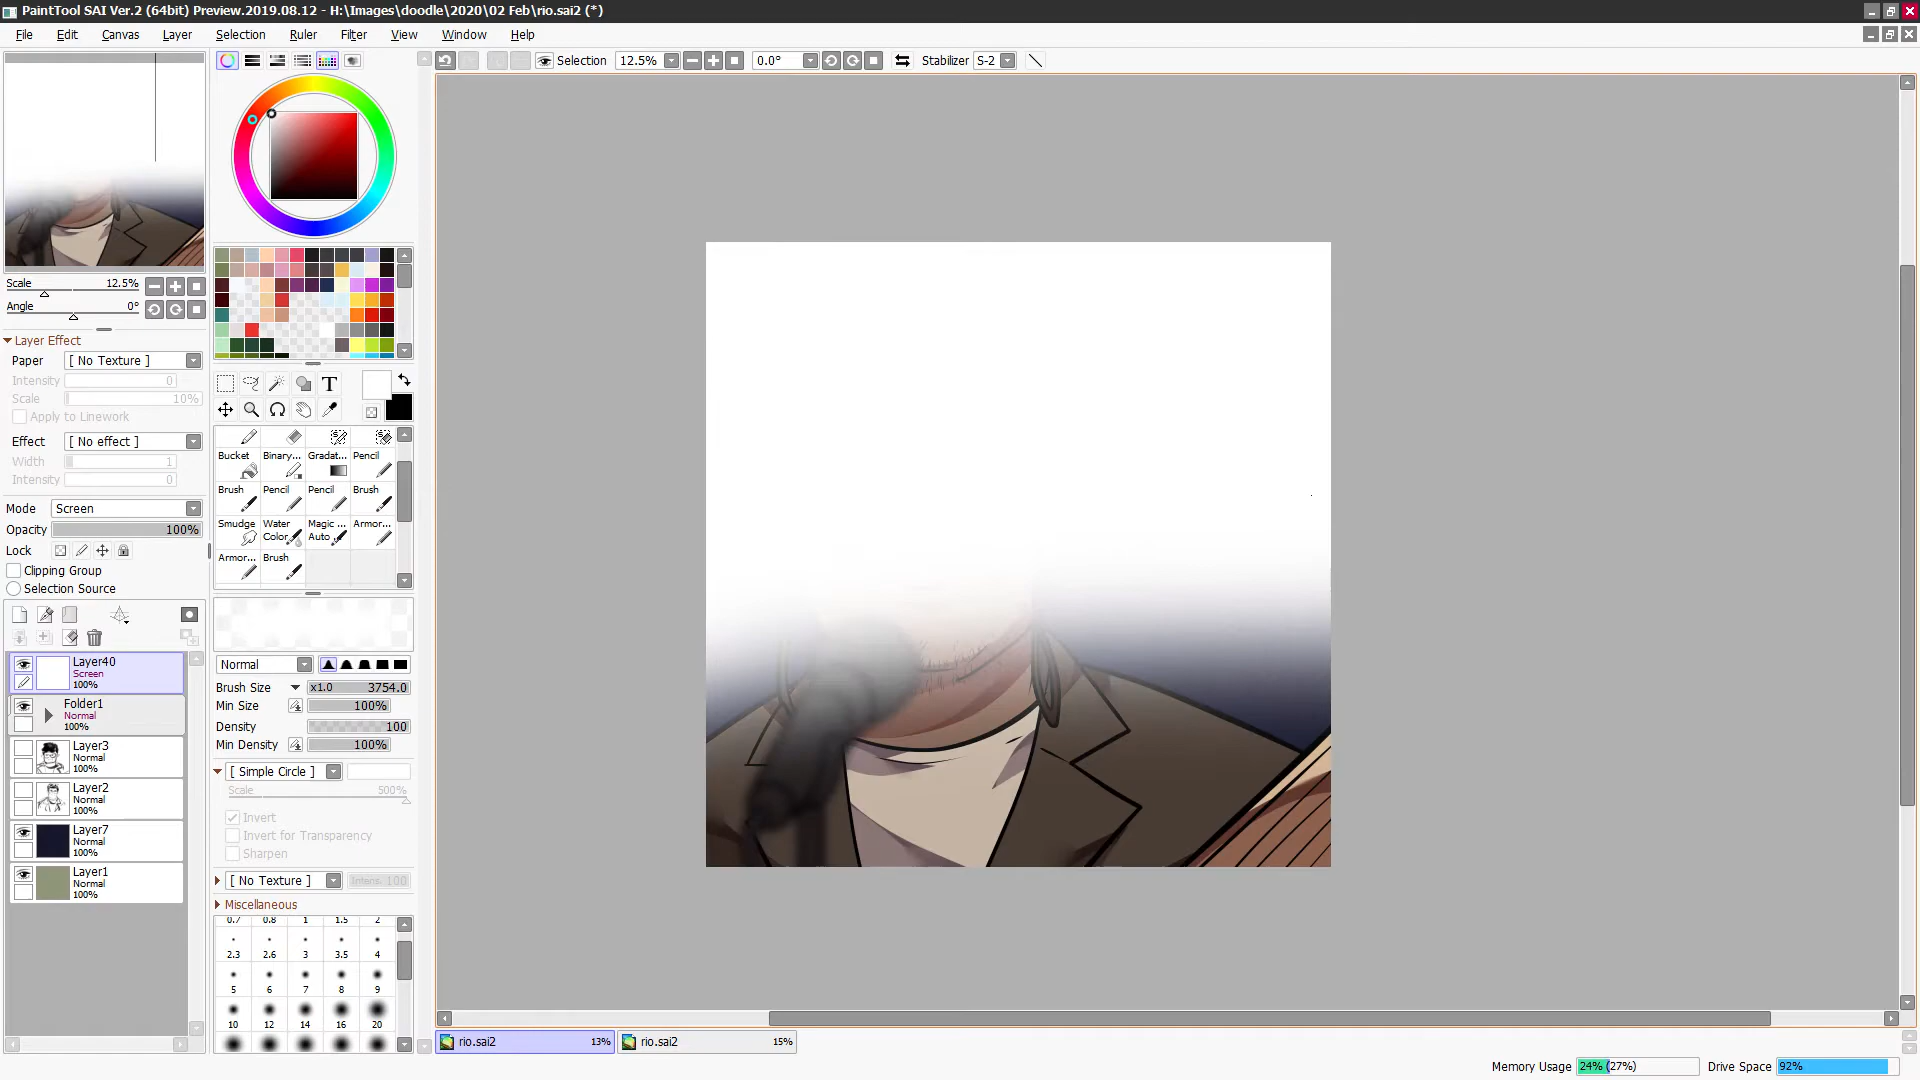 PaintTool SAI Ver.2 (64bit) Preview.2019.08.12 - H:\Images\doodle\2020\02 Feb\rio.sai2 (*)
File Edit Canvas Layer Selection Ruler Filter View Window Help
Selection 12.5% 0.0° Stabilizer S-2
Scale 12.5%
Angle 0°
Layer Effect
Paper [ No Texture ]
Intensity 0
Scale 10%
Apply to Linework
Effect [ No effect ]
Width 1
Intensity 0
Mode Screen
Opacity 100%
Lock
Clipping Group
Selection Source
Layer40
Screen
100%
Folder1
Normal
100%
Layer3
Normal
100%
Layer2
Normal
100%
Layer7
Normal
100%
Layer1
Normal
100%
T
Bucket Binary... Gradat... Pencil
Brush Pencil Pencil Brush
Smudge Water Color Magic ... Auto Armor...
Armor... Brush
Normal
Brush Size x1.0 3754.0
Min Size 100%
Density 100
Min Density 100%
[ Simple Circle ]
Scale 500%
Invert
Invert for Transparency
Sharpen
[ No Texture ] Intens 100
Miscellaneous
0.7 0.8 1 1.5 2
2.3 2.6 3 3.5 4
5 6 7 8 9
10 12 14 16 20
rio.sai2 13% rio.sai2 15%
Memory Usage 24% (27%) Drive Space 92%